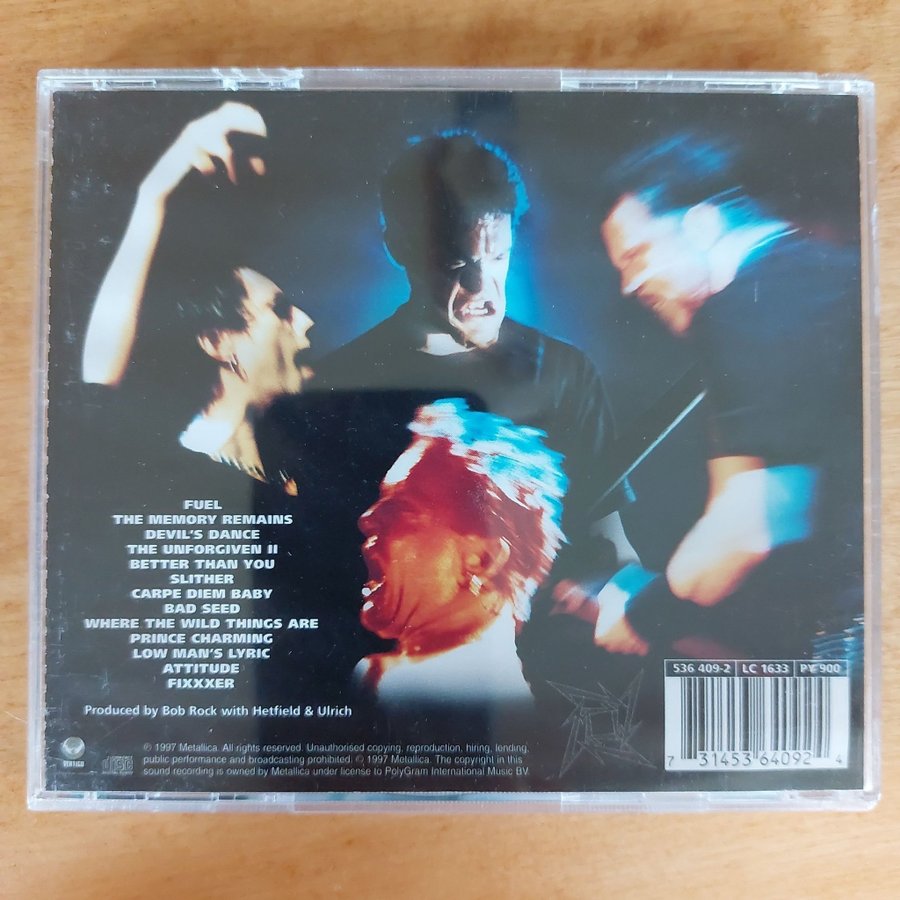 FUEL
THE MEMORY REMAINS
DEVIL'S DANCE
THE UNFORGIVEN II
BETTER THAN YOU
SLITHER
CARPE DIEM BABY
BAD SEED
WHERE THE WILD THINGS ARE
PRINCE CHARMING
LOW MAN'S LYRIC
ATTITUDE
FIXXXER
Produced by Bob Rock with Hetfield & Ulrich
536 409-2 LC 1633 PY 900
7 31453 64092 4
VERTIGO
disc
℗ 1997 Metallica. All rights reserved. Unauthorised copying, reproduction, hiring, lending,
public performance and broadcasting prohibited. © 1997 Metallica. The copyright in this
sound recording is owned by Metallica under license to PolyGram International Music BV.